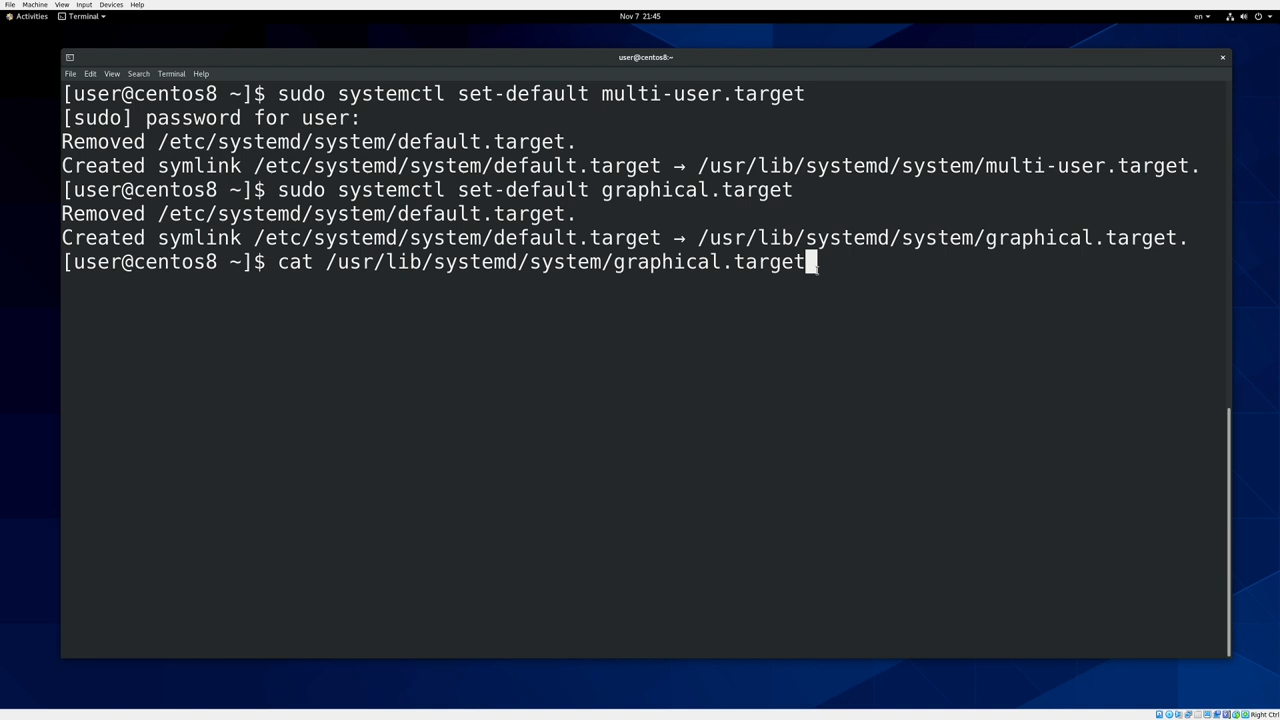 File Machine View Input Devices Help
Activities Terminal Nov 7 21:45 en
user@centos8:~
File Edit View Search Terminal Help
[user@centos8 ~]$ sudo systemctl set-default multi-user.target
[sudo] password for user:
Removed /etc/systemd/system/default.target.
Created symlink /etc/systemd/system/default.target → /usr/lib/systemd/system/multi-user.target.
[user@centos8 ~]$ sudo systemctl set-default graphical.target
Removed /etc/systemd/system/default.target.
Created symlink /etc/systemd/system/default.target → /usr/lib/systemd/system/graphical.target.
[user@centos8 ~]$ cat /usr/lib/systemd/system/graphical.target
Right Ctrl